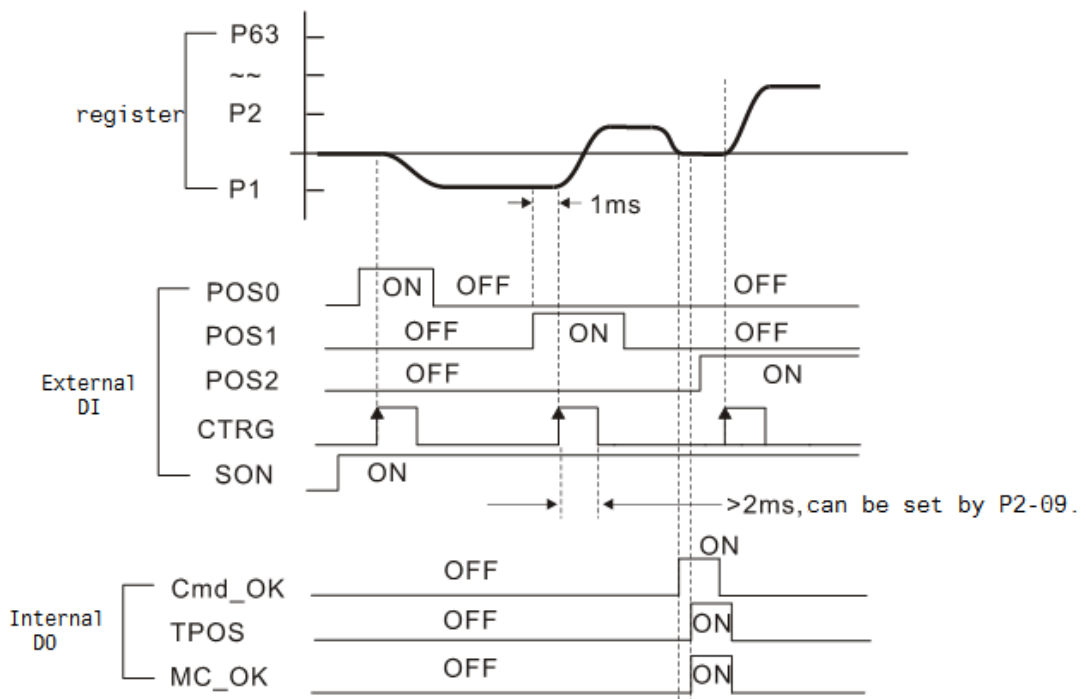 P63
~~
register P2
P1
1ms
POS0 ON OFF OFF
POS1 OFF ON OFF
External
DI
POS2 OFF ON
CTRG
SON ON
>2ms,can be set by P2-09.
Cmd_OK OFF ON
Internal
DO
TPOS OFF ON
MC_OK OFF ON